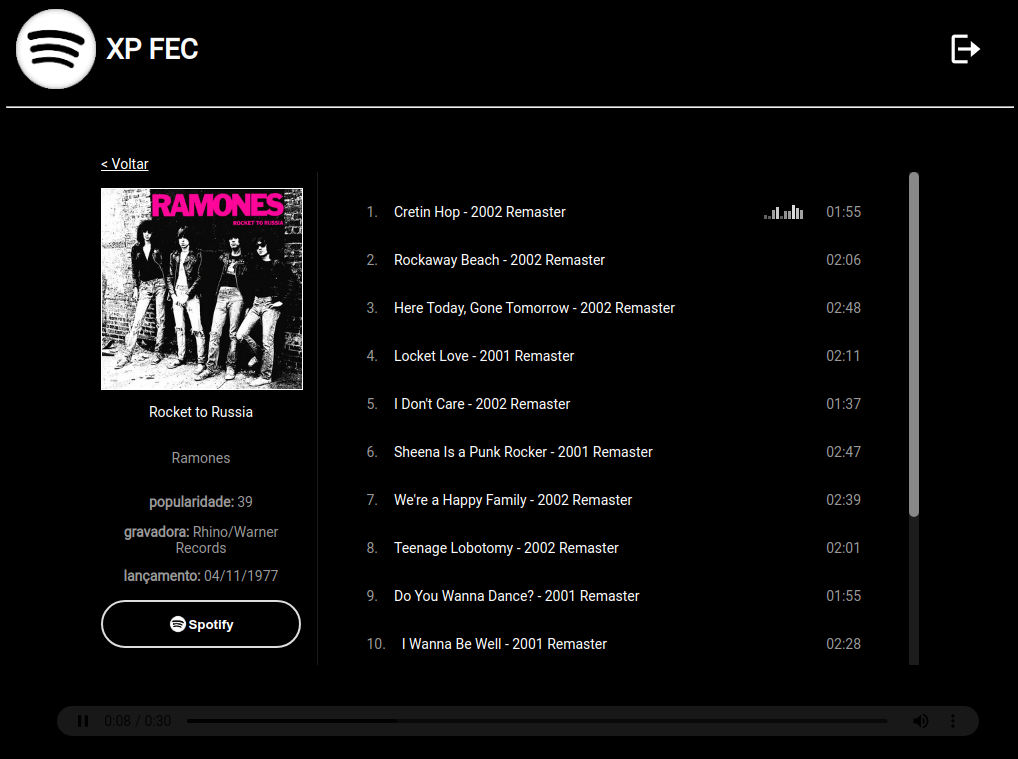 XP FEC
< Voltar
RAMONES
ROCKET TO RUSSIA
Rocket to Russia
Ramones
popularidade: 39
gravadora: Rhino/Warner
Records
lançamento: 04/11/1977
Spotify
1. Cretin Hop - 2002 Remaster 01:55
2. Rockaway Beach - 2002 Remaster 02:06
3. Here Today, Gone Tomorrow - 2002 Remaster 02:48
4. Locket Love - 2001 Remaster 02:11
5. I Don't Care - 2002 Remaster 01:37
6. Sheena Is a Punk Rocker - 2001 Remaster 02:47
7. We're a Happy Family - 2002 Remaster 02:39
8. Teenage Lobotomy - 2002 Remaster 02:01
9. Do You Wanna Dance? - 2001 Remaster 01:55
10. I Wanna Be Well - 2001 Remaster 02:28
0:08 / 0:30